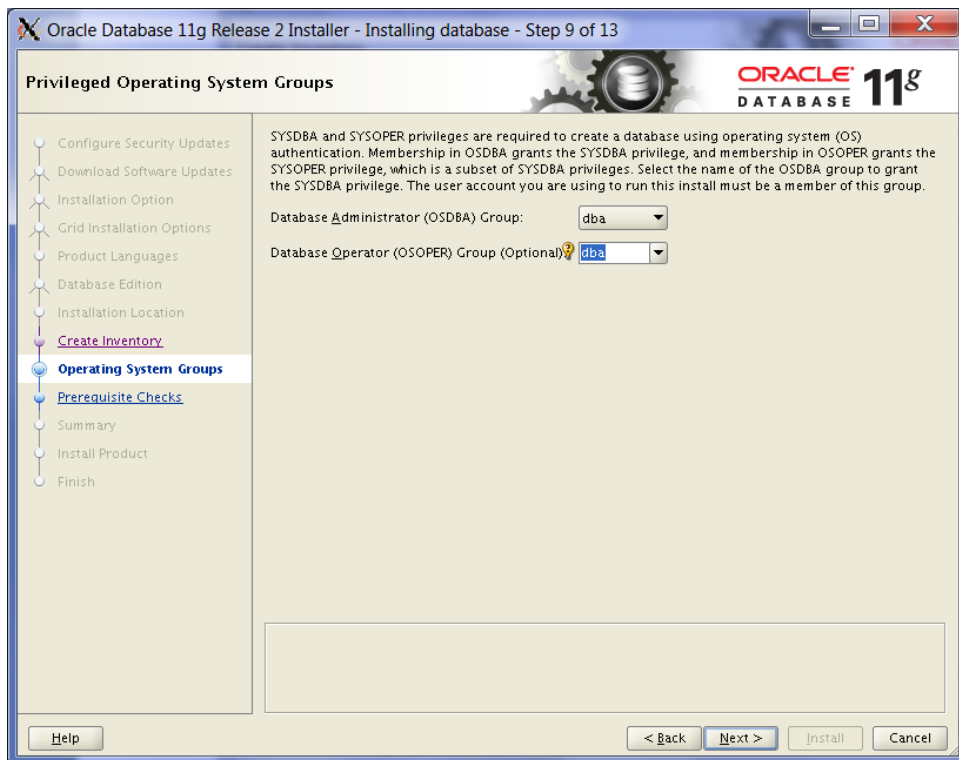 Oracle Database 11g Release 2 Installer - Installing database - Step 9 of 13
Privileged Operating System Groups
ORACLE
DATABASE
11g
Configure Security Updates
Download Software Updates
Installation Option
Grid Installation Options
Product Languages
Database Edition
Installation Location
Create Inventory
Operating System Groups
Prerequisite Checks
Summary
Install Product
Finish
SYSDBA and SYSOPER privileges are required to create a database using operating system (OS)
authentication. Membership in OSDBA grants the SYSDBA privilege, and membership in OSOPER grants the
SYSOPER privilege, which is a subset of SYSDBA privileges. Select the name of the OSDBA group to grant
the SYSDBA privilege. The user account you are using to run this install must be a member of this group.
Database Administrator (OSDBA) Group: dba
Database Operator (OSOPER) Group (Optional) dba
Help < Back Next > Install Cancel